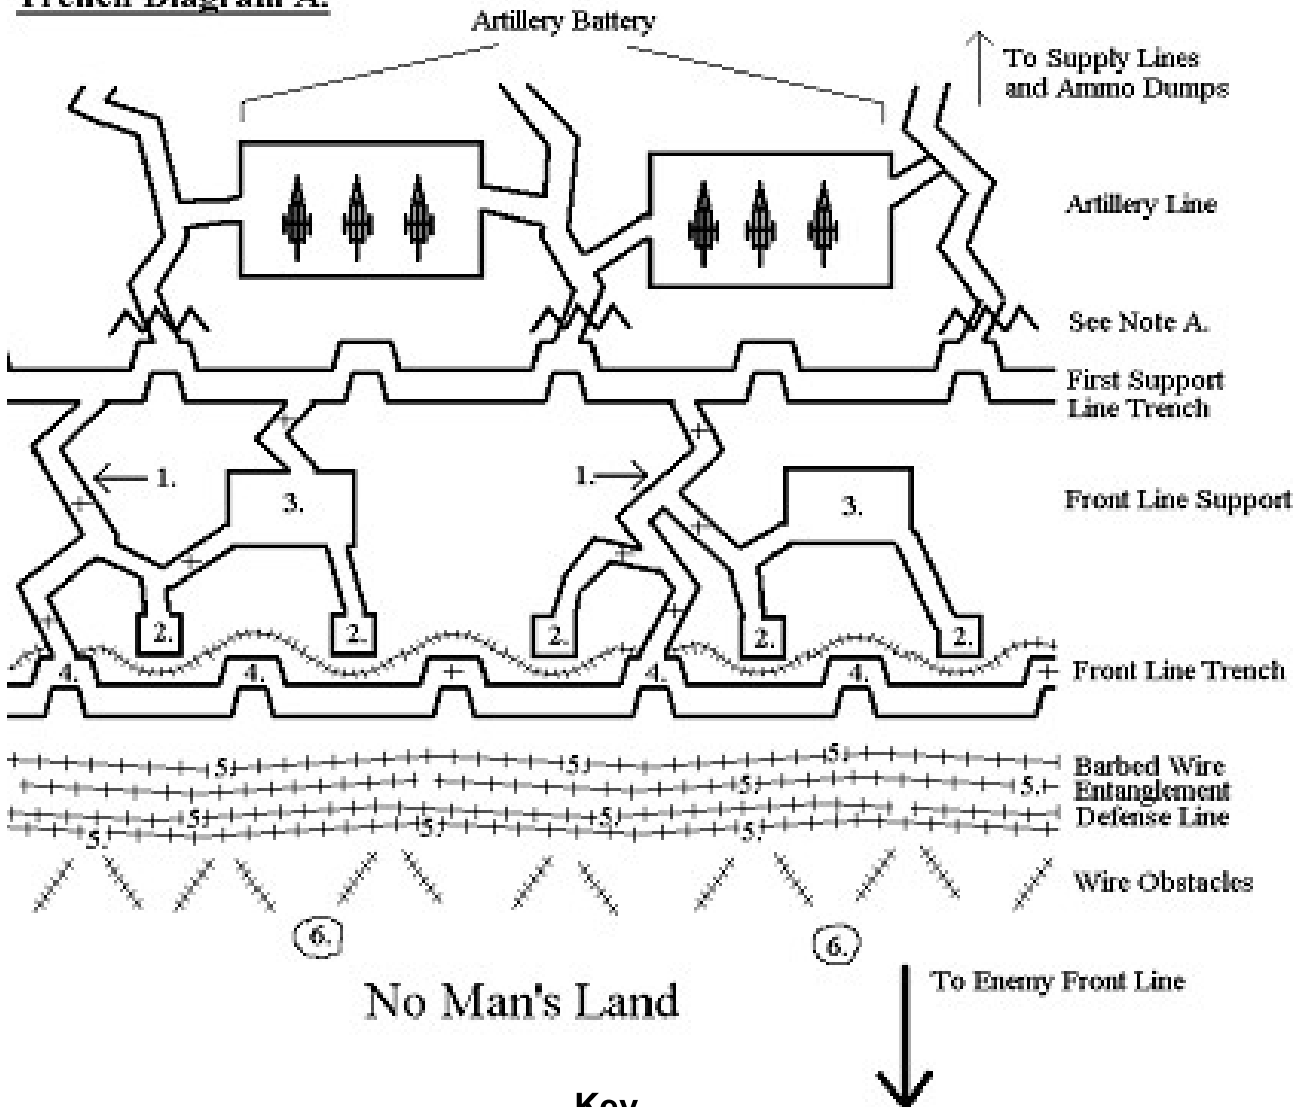 Trench Diagram A.
Artillery Battery
To Supply Lines
and Ammo Dumps
Artillery Line
See Note A.
First Support
Line Trench
1.
1.
3.
3.
Front Line Support
2.
2.
2.
2.
2.
4.
4.
4.
4.
Front Line Trench
5.
5.
5.
Barbed Wire
5.
5.
Entanglement
5.
5.
Defense Line
5.
5.
5.
Wire Obstacles
6.
6.
No Man's Land
To Enemy Front Line
Key